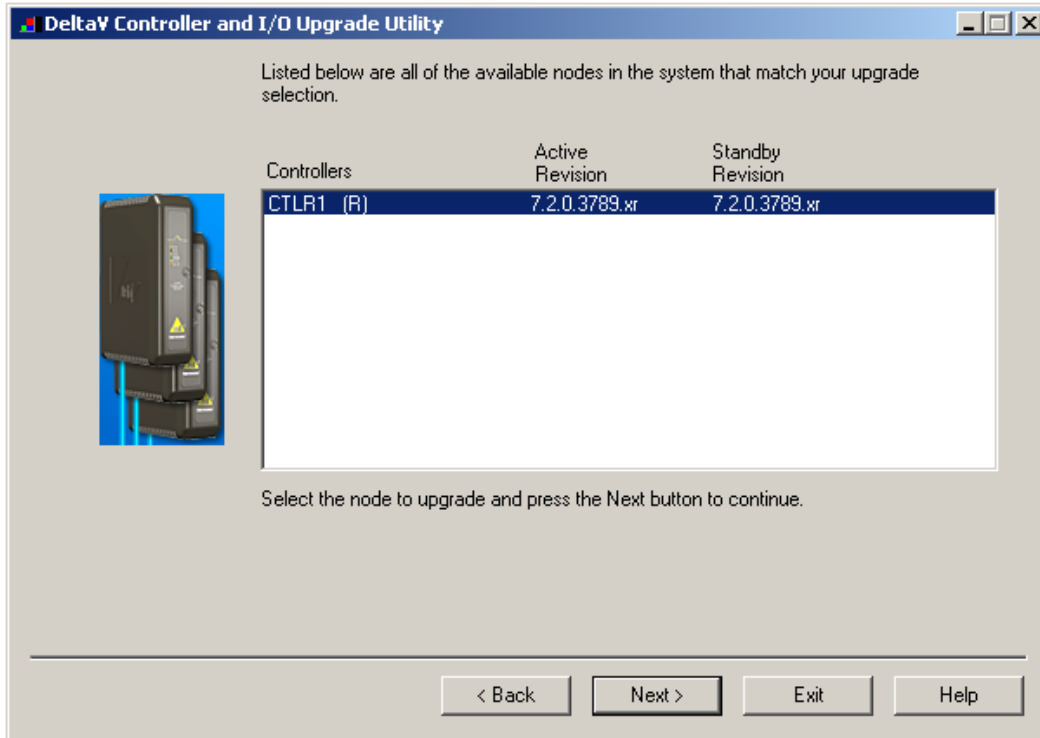 DeltaV Controller and I/O Upgrade Utility
Listed below are all of the available nodes in the system that match your upgrade
selection.
Controllers Active Revision Standby Revision
CTLR1 (R) 7.2.0.3789.xr 7.2.0.3789.xr
Select the node to upgrade and press the Next button to continue.
< Back Next > Exit Help